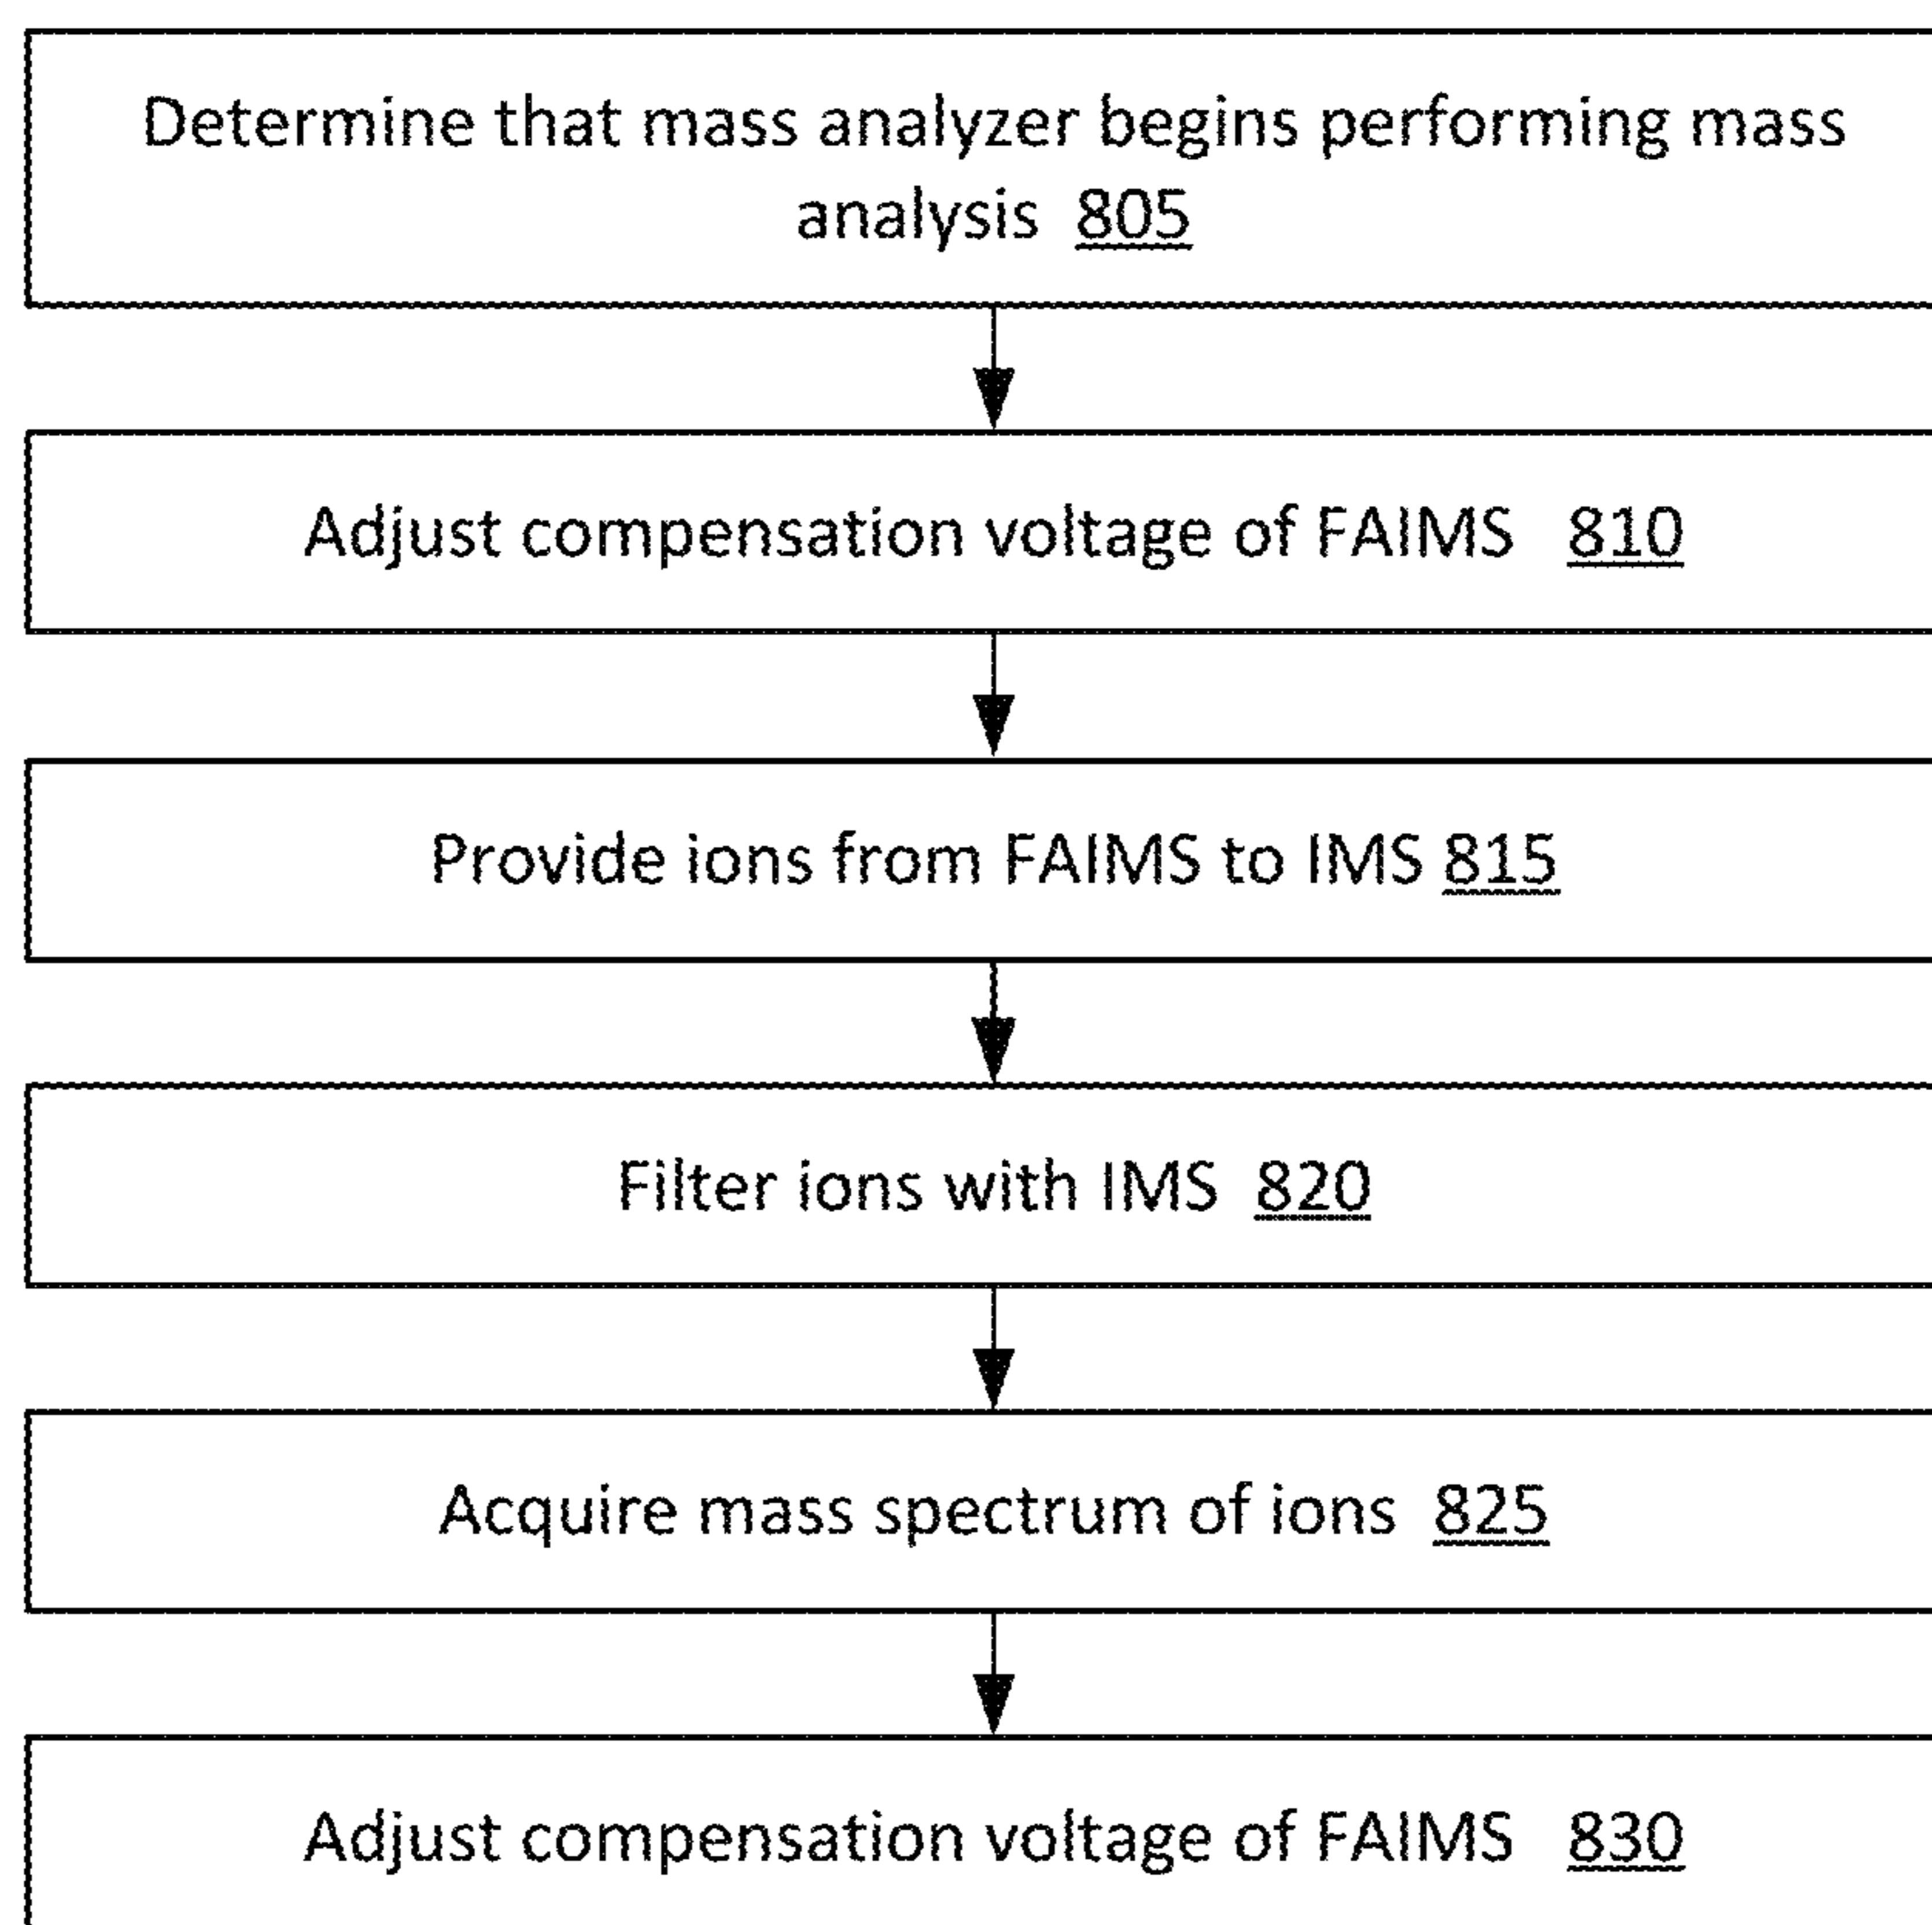 Determine that mass analyzer begins performing mass
analysis 805
Adjust compensation voltage of FAIMS 810
Provide ions from FAIMS to IMS 815
Filter ions with IMS 820
Acquire mass spectrum of ions 825
Adjust compensation voltage of FAIMS 830